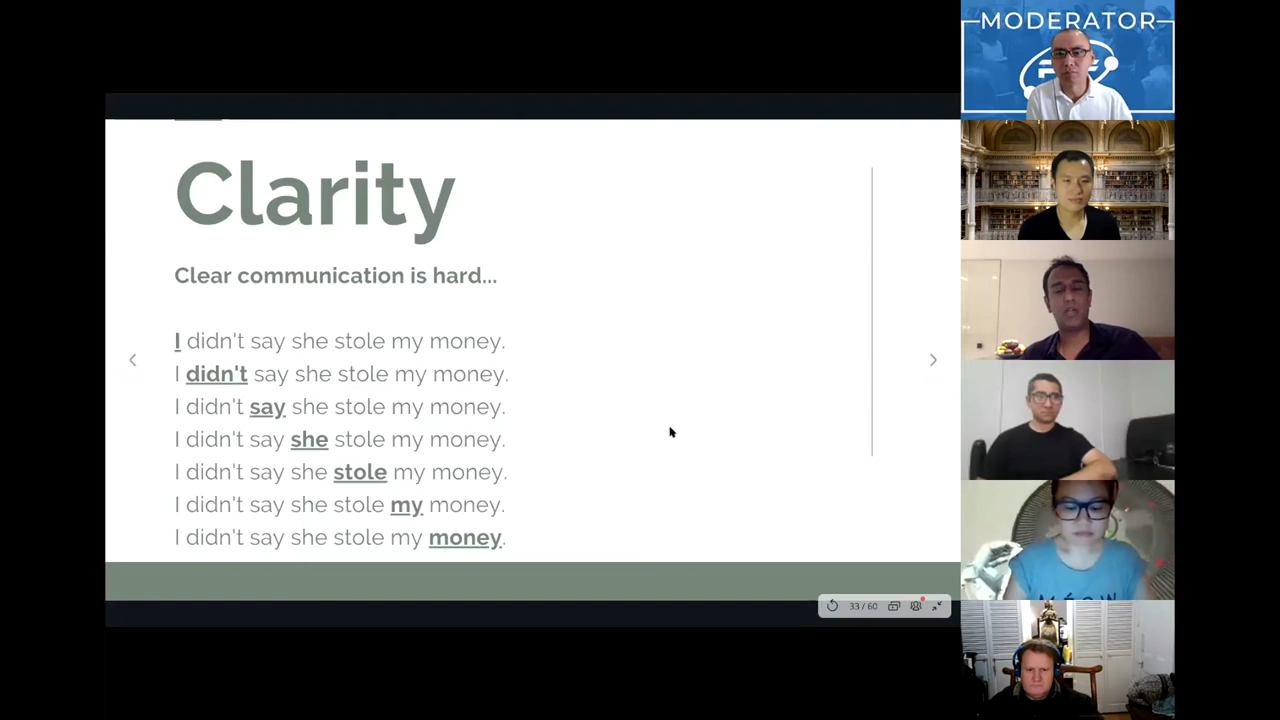 Clarity
Clear communication is hard...
I didn't say she stole my money.
I didn't say she stole my money.
I didn't say she stole my money.
I didn't say she stole my money.
I didn't say she stole my money.
I didn't say she stole my money.
I didn't say she stole my money.
33 / 60
MODERATOR